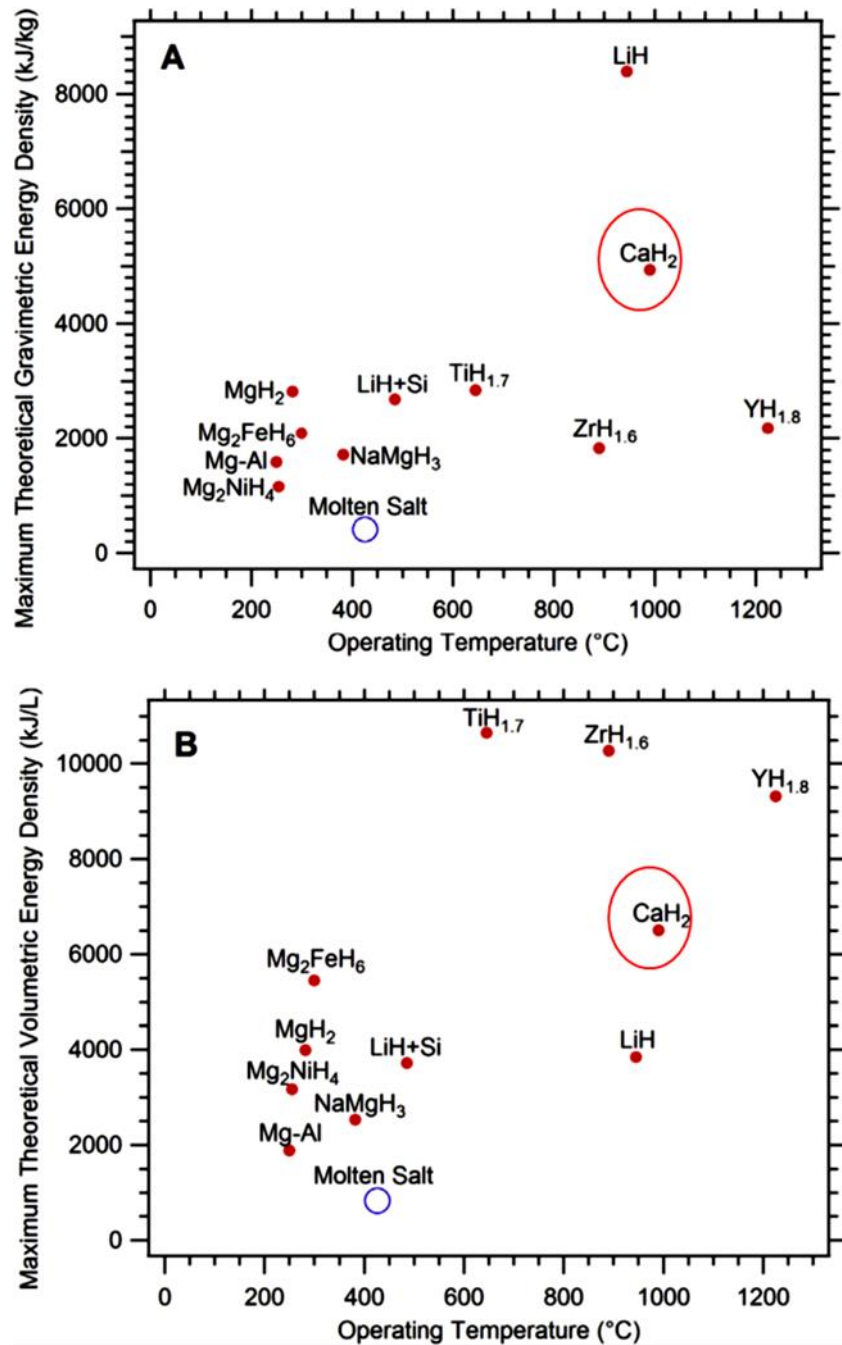 A
Maximum Theoretical Gravimetric Energy Density (kJ/kg)
8000
6000
4000
2000
0
LiH
CaH₂
MgH₂
LiH+Si
TiH₁.₇
Mg₂FeH₆
Mg-Al
NaMgH₃
ZrH₁.₆
YH₁.₈
Mg₂NiH₄
Molten Salt
0 200 400 600 800 1000 1200
Operating Temperature (°C)
B
Maximum Theoretical Volumetric Energy Density (kJ/L)
10000
8000
6000
4000
2000
0
TiH₁.₇
ZrH₁.₆
YH₁.₈
CaH₂
Mg₂FeH₆
MgH₂
LiH+Si
LiH
Mg₂NiH₄
NaMgH₃
Mg-Al
Molten Salt
0 200 400 600 800 1000 1200
Operating Temperature (°C)